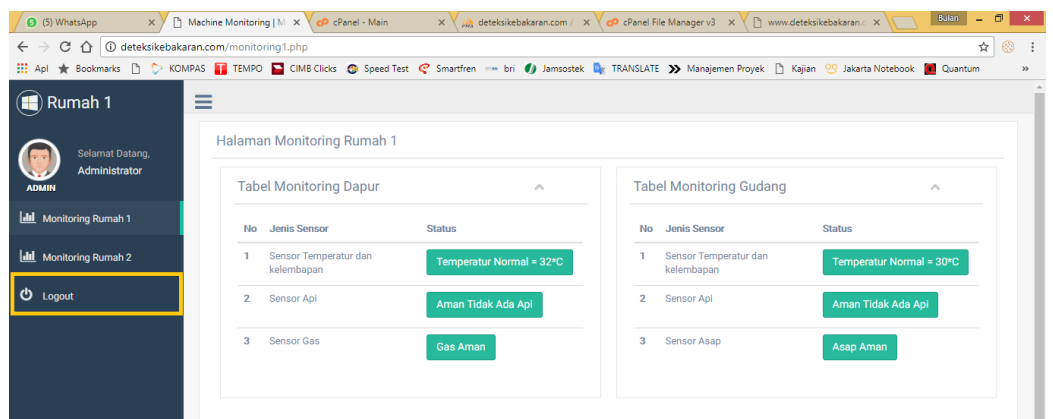 (5) WhatsApp
Machine Monitoring | M
cPanel - Main
deteksikebakaran.com /
cPanel File Manager v3
www.deteksikebakaran.c
Bulan
deteksikebakaran.com/monitoring1.php
Apl
Bookmarks
KOMPAS
TEMPO
CIMB Clicks
Speed Test
Smartfren
bri
Jamsostek
TRANSLATE
Manajemen Proyek
Kajian
Jakarta Notebook
Quantum
»
Rumah 1
Selamat Datang,
Administrator
ADMIN
Monitoring Rumah 1
Monitoring Rumah 2
Logout
Halaman Monitoring Rumah 1
Tabel Monitoring Dapur
No Jenis Sensor Status
1 Sensor Temperatur dan kelembapan Temperatur Normal = 32*C
2 Sensor Api Aman Tidak Ada Api
3 Sensor Gas Gas Aman
Tabel Monitoring Gudang
No Jenis Sensor Status
1 Sensor Temperatur dan kelembapan Temperatur Normal = 30*C
2 Sensor Api Aman Tidak Ada Api
3 Sensor Asap Asap Aman